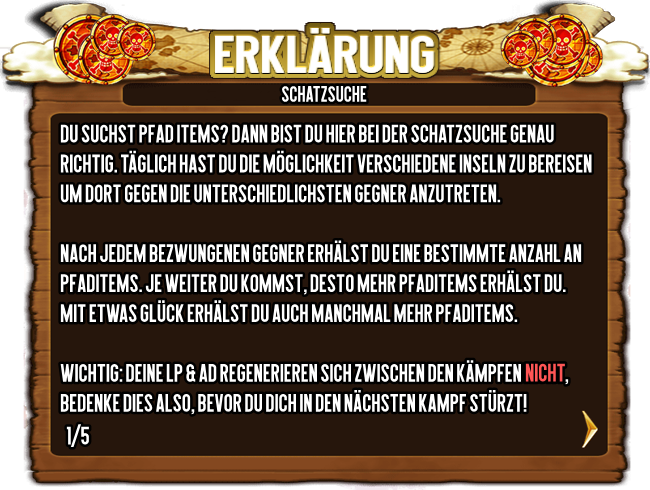 ERKLÄRUNG
SCHATZSUCHE
DU SUCHST PFAD ITEMS? DANN BIST DU HIER BEI DER SCHATZSUCHE GENAU
RICHTIG. TÄGLICH HAST DU DIE MÖGLICHKEIT VERSCHIEDENE INSELN ZU BEREISEN
UM DORT GEGEN DIE UNTERSCHIEDLICHSTEN GEGNER ANZUTRETEN.
NACH JEDEM BEZWUNGENEN GEGNER ERHÄLST DU EINE BESTIMMTE ANZAHL AN
PFADITEMS. JE WEITER DU KOMMST, DESTO MEHR PFADITEMS ERHÄLST DU.
MIT ETWAS GLÜCK ERHÄLST DU AUCH MANCHMAL MEHR PFADITEMS.
WICHTIG: DEINE LP & AD REGENERIEREN SICH ZWISCHEN DEN KÄMPFEN NICHT,
BEDENKE DIES ALSO, BEVOR DU DICH IN DEN NÄCHSTEN KAMPF STÜRZT!
1/5